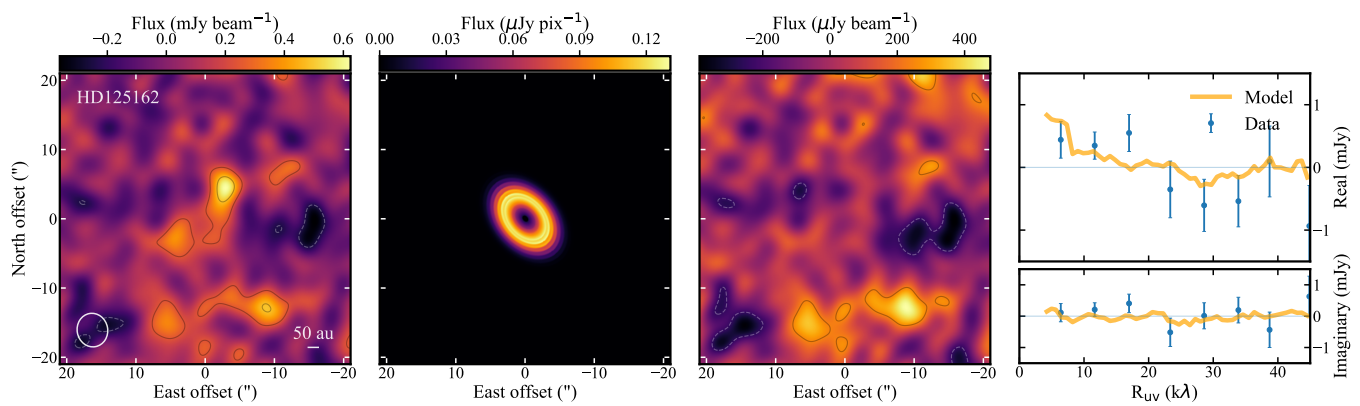 Flux (mJy beam⁻¹)
−0.2 0.0 0.2 0.4 0.6
HD125162
50 au
20
10
0
−10
−20
North offset ('')
20 10 0 −10 −20
East offset ('')
Flux (μJy pix⁻¹)
0.00 0.03 0.06 0.09 0.12
20 10 0 −10 −20
East offset ('')
Flux (μJy beam⁻¹)
−200 0 200 400
20 10 0 −10 −20
East offset ('')
Model
Data
1
0
−1
Real (mJy)
1
0
−1
Imaginary (mJy)
0 10 20 30 40
R_uv (kλ)